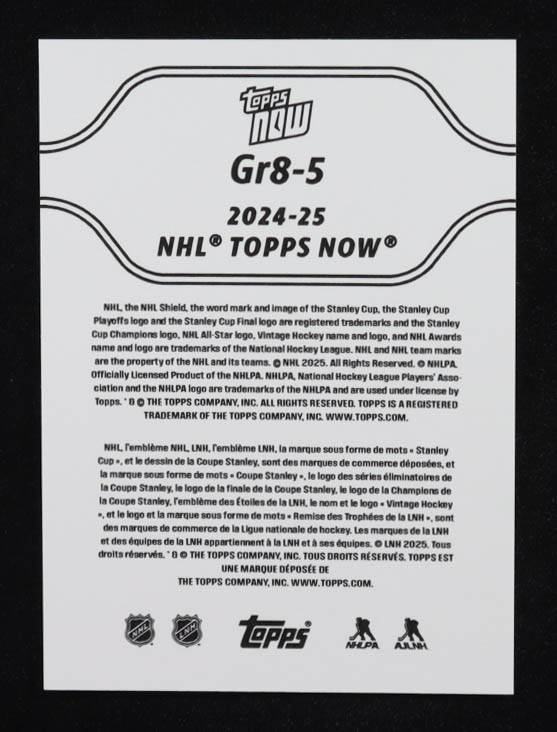 topps
NOW
Gr8-5
2024-25
NHL® TOPPS NOW®
NHL, the NHL Shield, the word mark and image of the Stanley Cup, the Stanley Cup
Playoffs logo and the Stanley Cup Final logo are registered trademarks and the Stanley
Cup Champions logo, NHL All-Star logo, Vintage Hockey name and logo, and NHL Awards
name and logo are trademarks of the National Hockey League. NHL and NHL team marks
are the property of the NHL and its teams. © NHL 2025. All Rights Reserved. © NHLPA.
Officially Licensed Product of the NHLPA. NHLPA, National Hockey League Players' Asso-
ciation and the NHLPA logo are trademarks of the NHLPA and are used under license by
Topps. * & © THE TOPPS COMPANY, INC. ALL RIGHTS RESERVED. TOPPS IS A REGISTERED
TRADEMARK OF THE TOPPS COMPANY, INC. WWW.TOPPS.COM.
NHL, l'emblème NHL, LNH, l'emblème LNH, la marque sous forme de mots « Stanley
Cup », et le dessin de la Coupe Stanley, sont des marques de commerce déposées, et
la marque sous forme de mots « Coupe Stanley », le logo des séries éliminatoires de
la Coupe Stanley, le logo de la finale de la Coupe Stanley, le logo de la Champions de
la Coupe Stanley, l'emblème des Étoiles de la LNH, le nom et le logo « Vintage Hockey
», et le logo et la marque sous forme de mots « Remise des Trophées de la LNH », sont
des marques de commerce de la Ligue nationale de hockey. Les marques de la LNH
et des équipes de la LNH appartiennent à la LNH et à ses équipes. © LNH 2025. Tous
droits réservés. * & © THE TOPPS COMPANY, INC. TOUS DROITS RÉSERVÉS. TOPPS EST
UNE MARQUE DÉPOSÉE DE
THE TOPPS COMPANY, INC. WWW.TOPPS.COM.
NHL LNH topps® NHLPA AJLNH